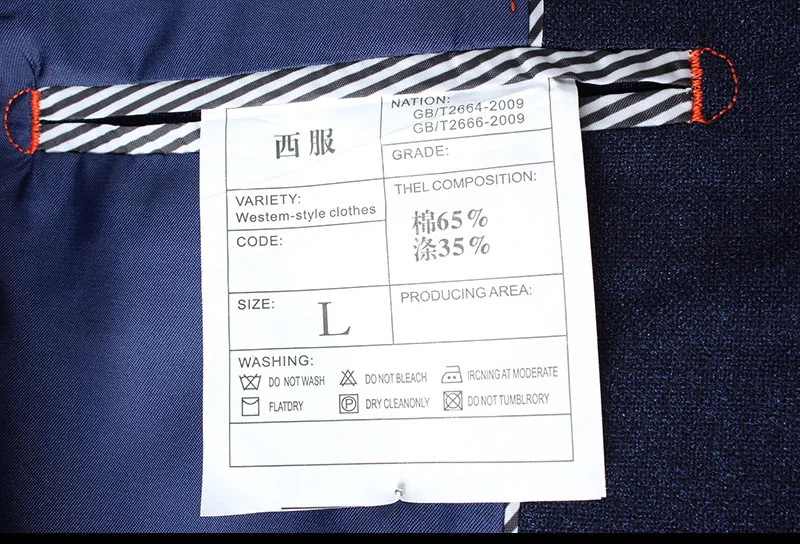 西服
NATION:
GB/T2664-2009
GB/T2666-2009
GRADE:
VARIETY:
Westem-style clothes
THEL COMPOSITION:
棉65%
涤35%
CODE:
SIZE:
L
PRODUCING AREA:
WASHING:
DO NOT WASH
DO NOT BLEACH
IRCNING AT MODERATE
FLATDRY
P
DRY CLEANONLY
DO NOT TUMBLRORY